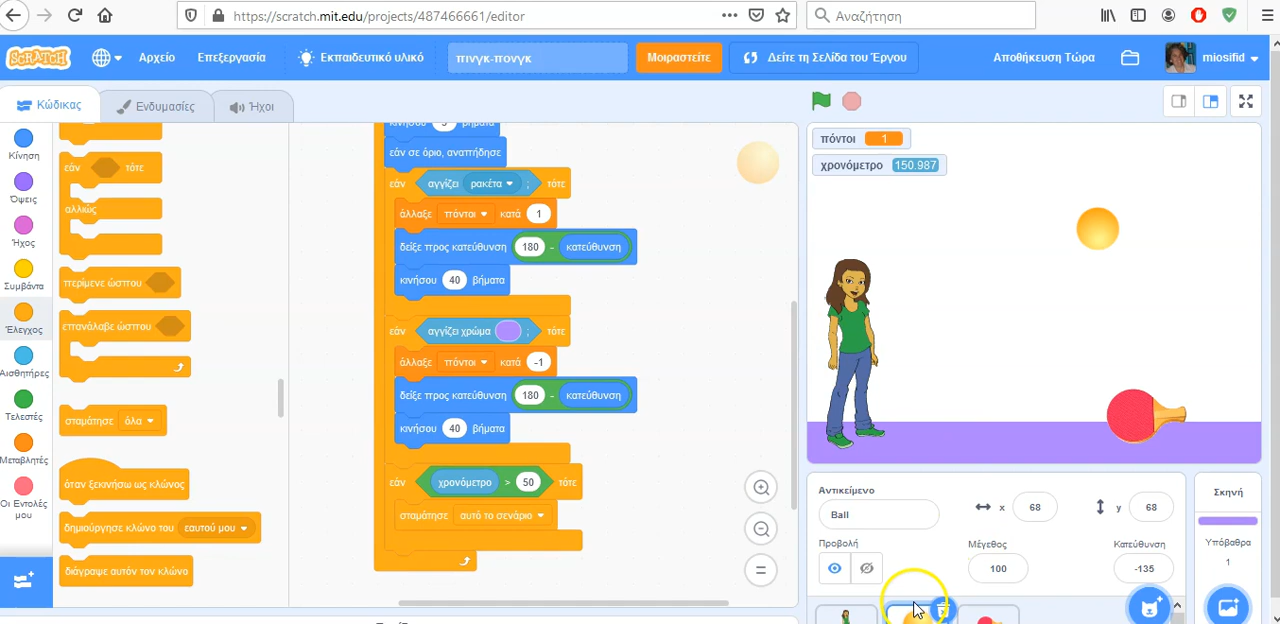 https://scratch.mit.edu/projects/487466661/editor
Αναζήτηση
SCRATCH
Αρχείο
Επεξεργασία
Εκπαιδευτικό υλικό
πινγκ-πονγκ
Μοιραστείτε
Δείτε τη Σελίδα του Έργου
Αποθήκευση Τώρα
miosifid
Κώδικας
Ενδυμασίες
Ήχοι
Κίνηση
Όψεις
Ήχος
Συμβάντα
Έλεγχος
Αισθητήρες
Τελεστές
Μεταβλητές
Οι Εντολές
μου
εάν τότε
αλλιώς
περίμενε ώσπου
επανάλαβε ώσπου
σταμάτησε όλα
όταν ξεκινήσω ως κλώνος
δημιούργησε κλώνο του εαυτού μου
διάγραψε αυτόν τον κλώνο
εάν σε όριο, αναπήδησε
εάν αγγίζει ρακέτα ; τότε
άλλαξε πόντοι κατά 1
δείξε προς κατεύθυνση 180 - κατεύθυνση
κινήσου 40 βήματα
εάν αγγίζει χρώμα ; τότε
άλλαξε πόντοι κατά -1
δείξε προς κατεύθυνση 180 - κατεύθυνση
κινήσου 40 βήματα
εάν χρονόμετρο > 50 τότε
σταμάτησε αυτό το σενάριο
πόντοι 1
χρονόμετρο 150.987
Αντικείμενο
Ball
x 68
y 68
Προβολή
Μέγεθος
100
Κατεύθυνση
-135
Σκηνή
Υπόβαθρα
1